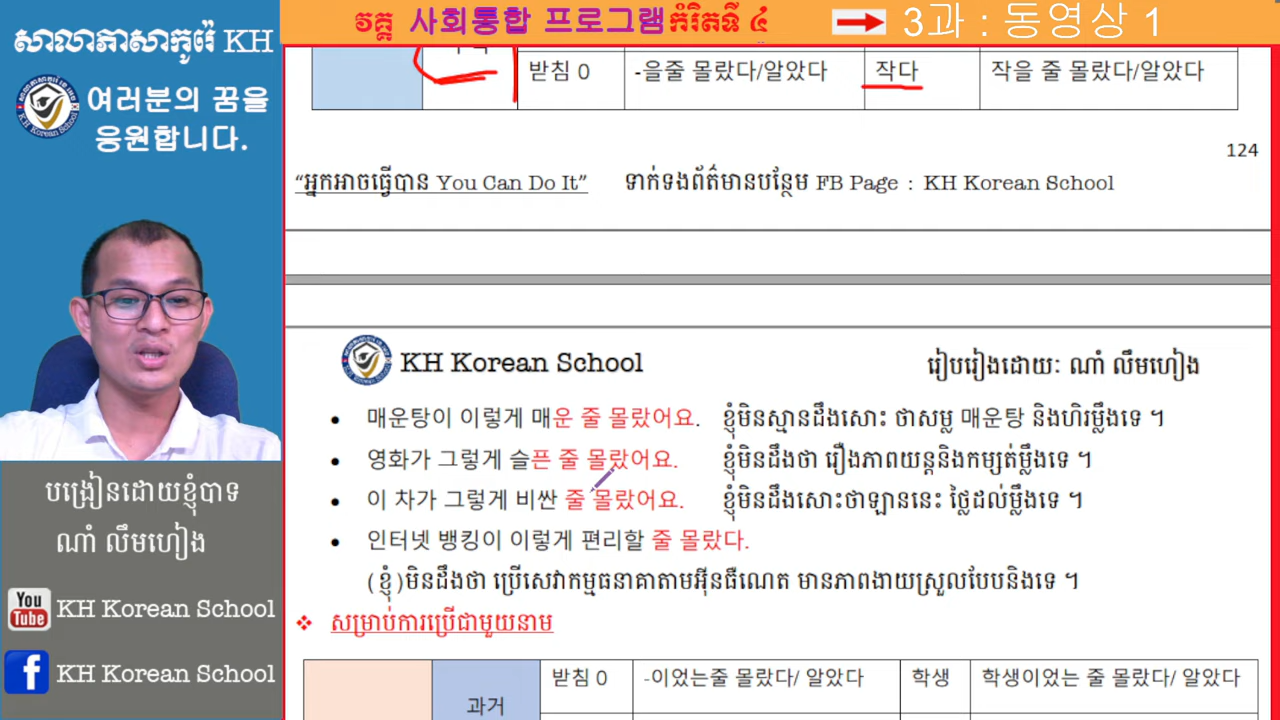 សាលាភាសាកូរ៉េ KH
វគ្គ 사회통합 프로그램 កំរិតទី ៤
3과 : 동영상 1
여러분의 꿈을
응원합니다.
받침 0 -을줄 몰랐다/알았다 작다 작을 줄 몰랐다/알았다
124
“អ្នកអាចធ្វើបាន You Can Do It” ទាក់ទងព័ត៌មានបន្ថែម FB Page : KH Korean School
KH Korean School រៀបរៀងដោយ: ណាំ លឹមហៀង
• 매운탕이 이렇게 매운 줄 몰랐어요. ខ្ញុំមិនស្មានដឹងសោះ ថាសម្ល 매운탕 និងហិរម្លឹងទេ ។
• 영화가 그렇게 슬픈 줄 몰랐어요. ខ្ញុំមិនដឹងថា រឿងភាពយន្តនិងកម្សត់ម្លឹងទេ ។
• 이 차가 그렇게 비싼 줄 몰랐어요. ខ្ញុំមិនដឹងសោះថាឡាននេះ ថ្លៃដល់ម្លឹងទេ ។
• 인터넷 뱅킹이 이렇게 편리할 줄 몰랐다.
(ខ្ញុំ)មិនដឹងថា ប្រើសេវាកម្មធនាគាតាមអ៊ីនធឺណេត មានភាពងាយស្រួលបែបនិងទេ ។
❖ សម្រាប់ការប្រើជាមួយនាម
과거 받침 0 -이었는줄 몰랐다/ 알았다 학생 학생이었는 줄 몰랐다/ 알았다
បង្រៀនដោយខ្ញុំបាទ
ណាំ លឹមហៀង
You Tube KH Korean School
f KH Korean School